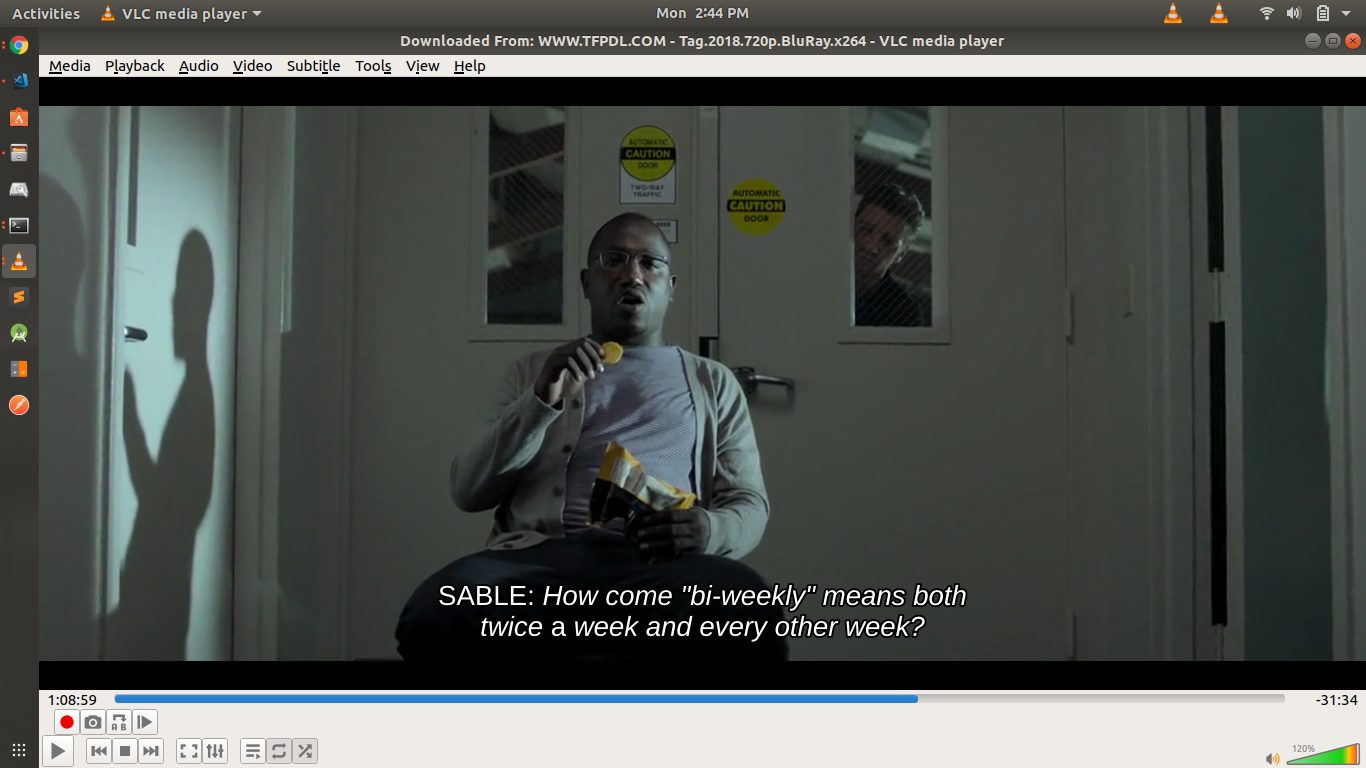 Activities
VLC media player
Mon 2:44 PM
Downloaded From: WWW.TFPDL.COM - Tag.2018.720p.BluRay.x264 - VLC media player
Media Playback Audio Video Subtitle Tools View Help
AUTOMATIC
CAUTION
DOOR
TWO-WAY
TRAFFIC
AUTOMATIC
CAUTION
DOOR
SABLE: How come "bi-weekly" means both
twice a week and every other week?
1:08:59
-31:34
A B
120%